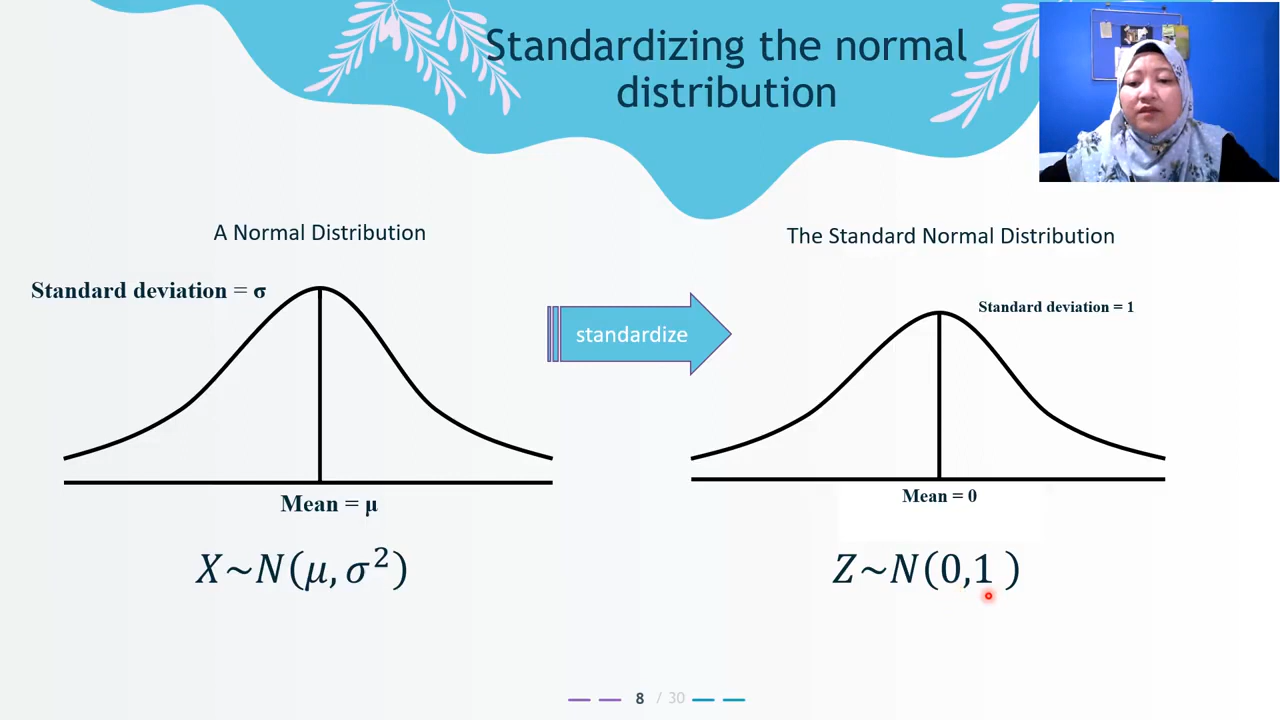 Standardizing the normal
distribution
A Normal Distribution
Standard deviation = σ
Mean = μ
X~N(μ, σ²)
standardize
The Standard Normal Distribution
Standard deviation = 1
Mean = 0
Z~N(0,1 )
8 / 30